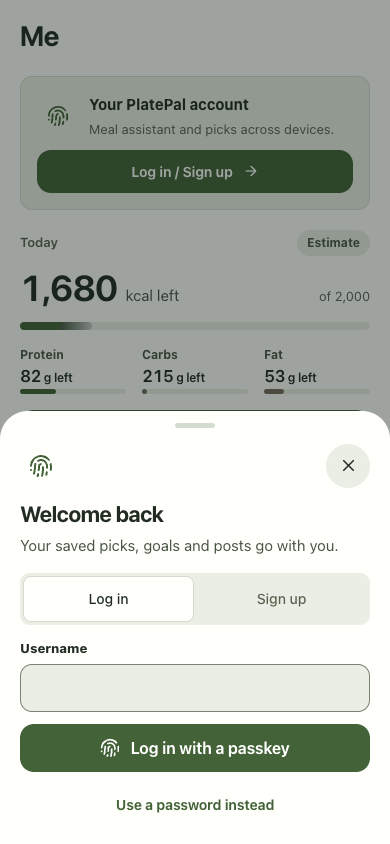 Me
Your PlatePal account
Meal assistant and picks across devices.
Log in / Sign up
Today
Estimate
1,680 kcal left
of 2,000
Protein
Carbs
Fat
82 g left
215 g left
53 g left
Welcome back
Your saved picks, goals and posts go with you.
Log in
Sign up
Username
Log in with a passkey
Use a password instead